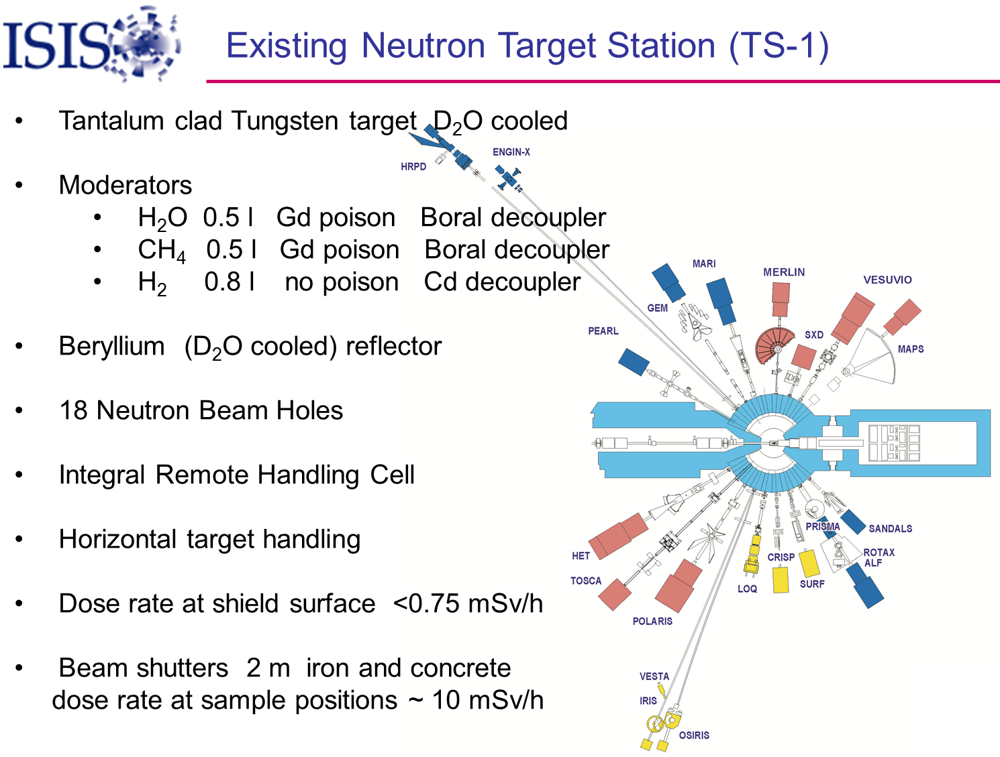 ISIS
Existing Neutron Target Station (TS-1)
• Tantalum clad Tungsten target D₂O cooled
• Moderators
• H₂O 0.5 l Gd poison Boral decoupler
• CH₄ 0.5 l Gd poison Boral decoupler
• H₂ 0.8 l no poison Cd decoupler
• Beryllium (D₂O cooled) reflector
• 18 Neutron Beam Holes
• Integral Remote Handling Cell
• Horizontal target handling
• Dose rate at shield surface <0.75 mSv/h
• Beam shutters 2 m iron and concrete
dose rate at sample positions ~ 10 mSv/h
HRPD
ENGIN-X
PEARL
GEM
MARI
MERLIN
SXD
VESUVIO
MAPS
HET
TOSCA
POLARIS
LOQ
CRISP
SURF
PRISMA
SANDALS
ROTAX
ALF
VESTA
IRIS
OSIRIS